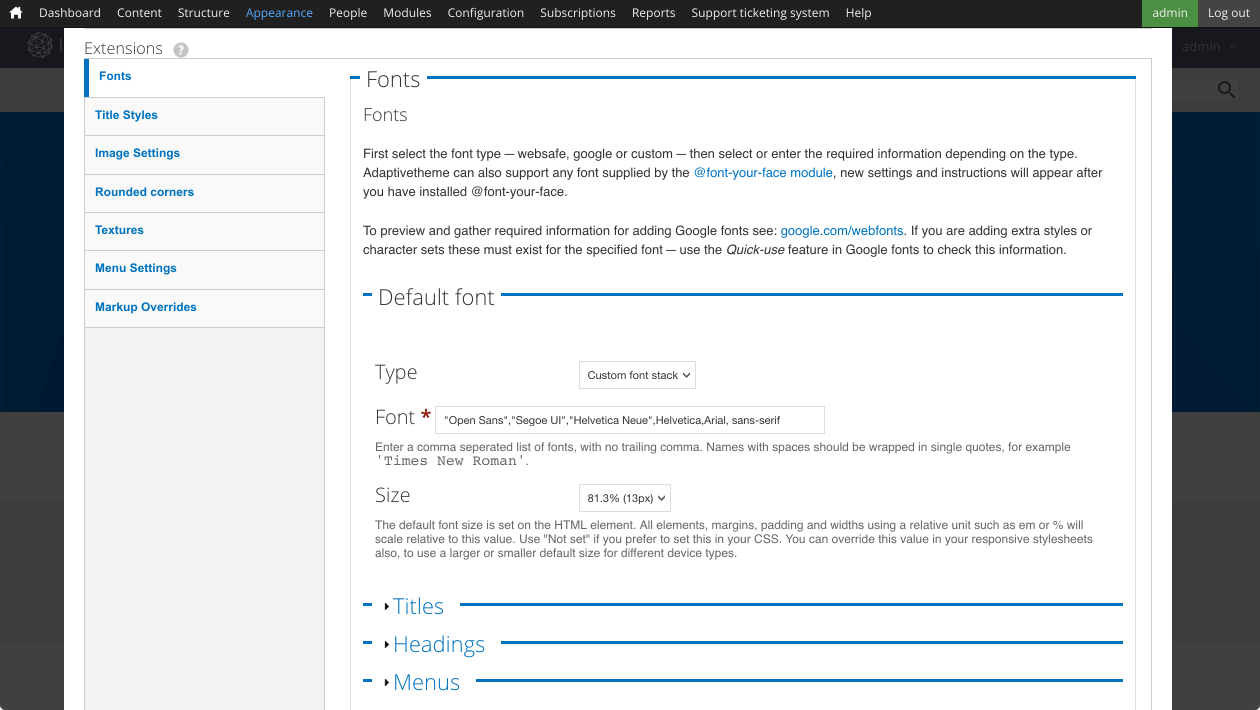 Dashboard Content Structure Appearance People Modules Configuration Subscriptions Reports Support ticketing system Help admin Log out
Extensions ?
admin
Fonts
Title Styles
Image Settings
Rounded corners
Textures
Menu Settings
Markup Overrides
Fonts
Fonts
First select the font type — websafe, google or custom — then select or enter the required information depending on the type.
Adaptivetheme can also support any font supplied by the @font-your-face module, new settings and instructions will appear after
you have installed @font-your-face.
To preview and gather required information for adding Google fonts see: google.com/webfonts. If you are adding extra styles or
character sets these must exist for the specified font — use the Quick-use feature in Google fonts to check this information.
Default font
Type Custom font stack
Font * "Open Sans","Segoe UI","Helvetica Neue",Helvetica,Arial, sans-serif
Enter a comma seperated list of fonts, with no trailing comma. Names with spaces should be wrapped in single quotes, for example
'Times New Roman'.
Size 81.3% (13px)
The default font size is set on the HTML element. All elements, margins, padding and widths using a relative unit such as em or % will
scale relative to this value. Use "Not set" if you prefer to set this in your CSS. You can override this value in your responsive stylesheets
also, to use a larger or smaller default size for different device types.
Titles
Headings
Menus